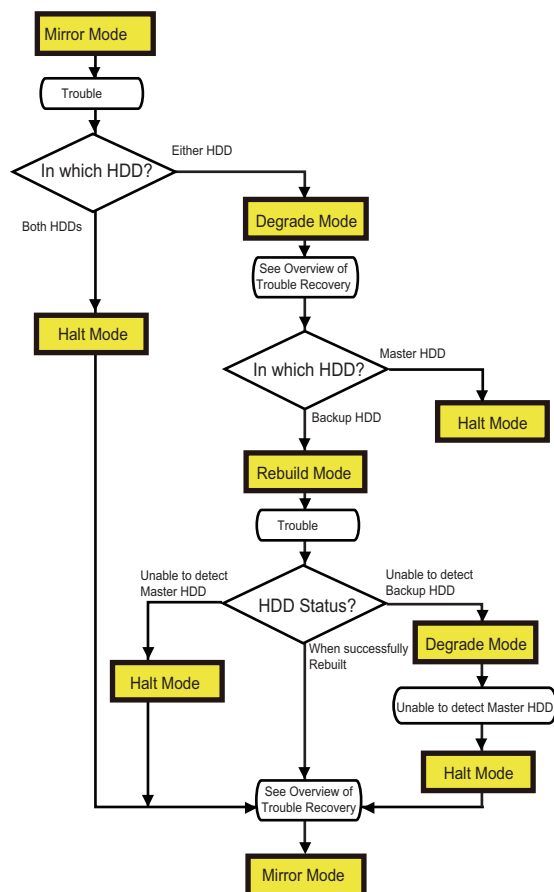 Mirror Mode
Trouble
In which HDD?
Either HDD
Both HDDs
Degrade Mode
See Overview of
Trouble Recovery
Halt Mode
In which HDD?
Master HDD
Halt Mode
Backup HDD
Rebuild Mode
Trouble
Unable to detect
Master HDD
HDD Status?
Unable to detect
Backup HDD
When successfully
Rebuilt
Degrade Mode
Halt Mode
Unable to detect Master HDD
Halt Mode
See Overview of
Trouble Recovery
Mirror Mode